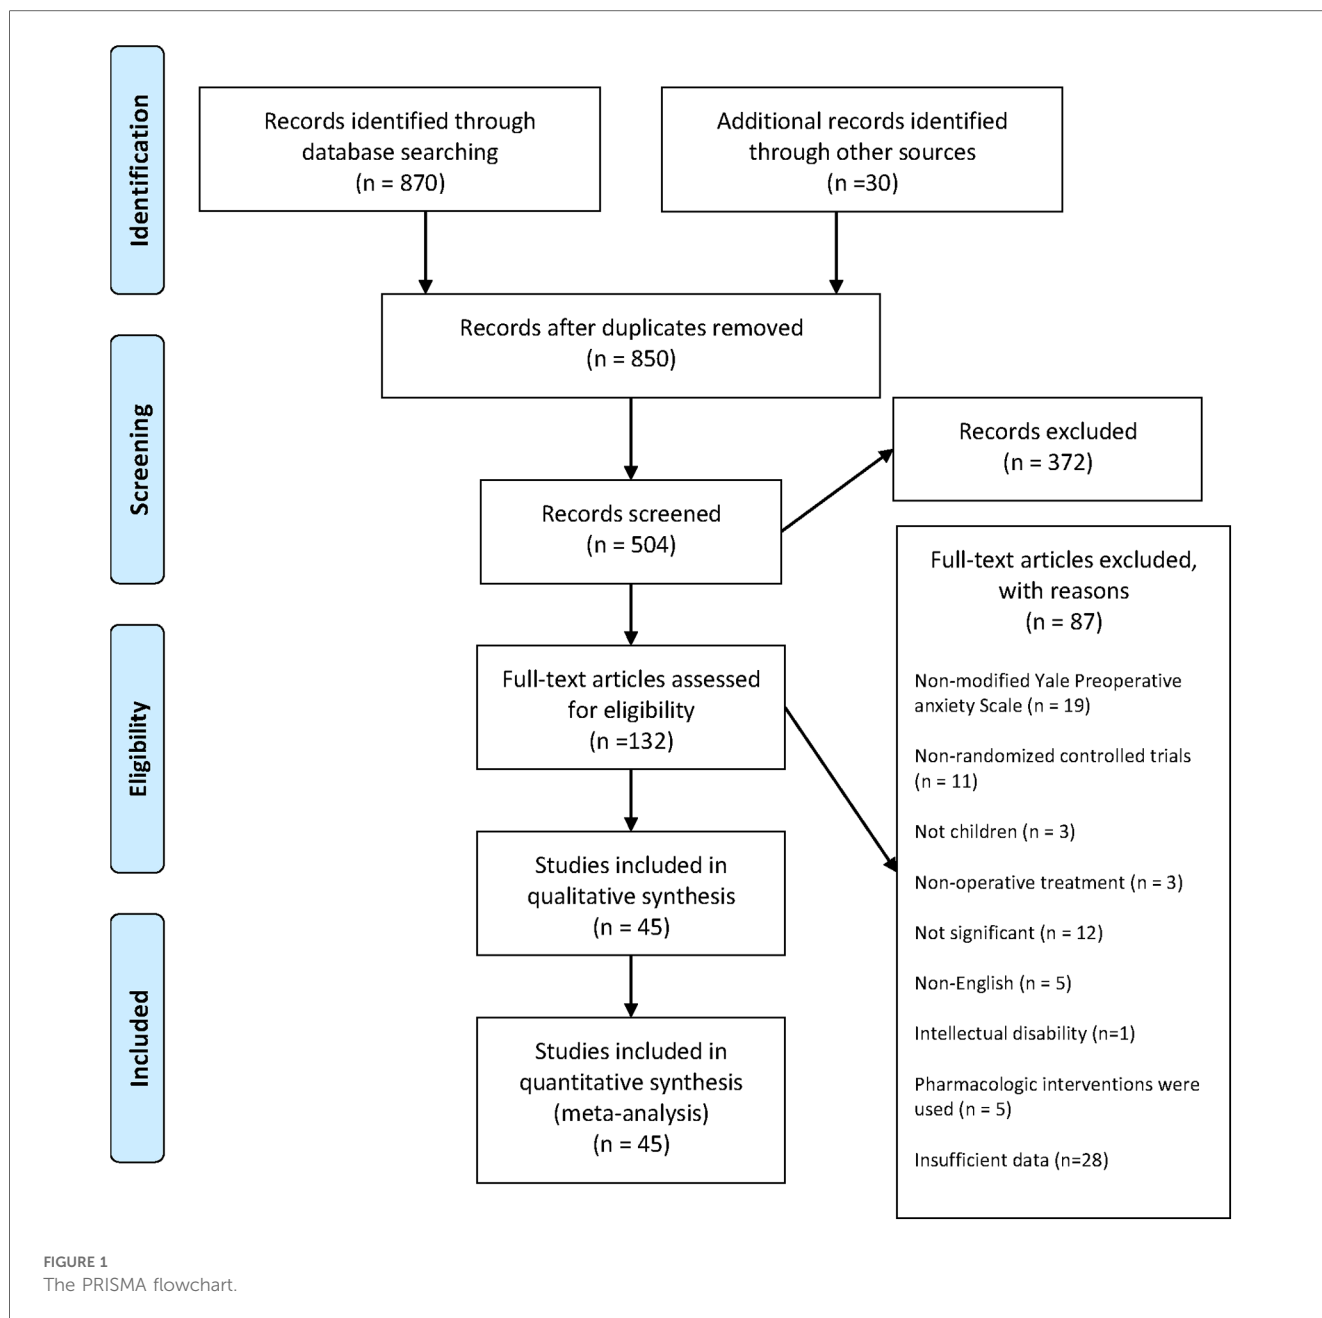 Identification
Records identified through
database searching
(n = 870)
Additional records identified
through other sources
(n =30)
Records after duplicates removed
(n = 850)
Screening
Records excluded
(n = 372)
Records screened
(n = 504)
Full-text articles excluded,
with reasons
(n = 87)
Non-modified Yale Preoperative
anxiety Scale (n = 19)
Non-randomized controlled trials
(n = 11)
Not children (n = 3)
Non-operative treatment (n = 3)
Not significant (n = 12)
Non-English (n = 5)
Intellectual disability (n=1)
Pharmacologic interventions were
used (n = 5)
Insufficient data (n=28)
Eligibility
Full-text articles assessed
for eligibility
(n =132)
Studies included in
qualitative synthesis
(n = 45)
Included
Studies included in
quantitative synthesis
(meta-analysis)
(n = 45)
FIGURE 1
The PRISMA flowchart.